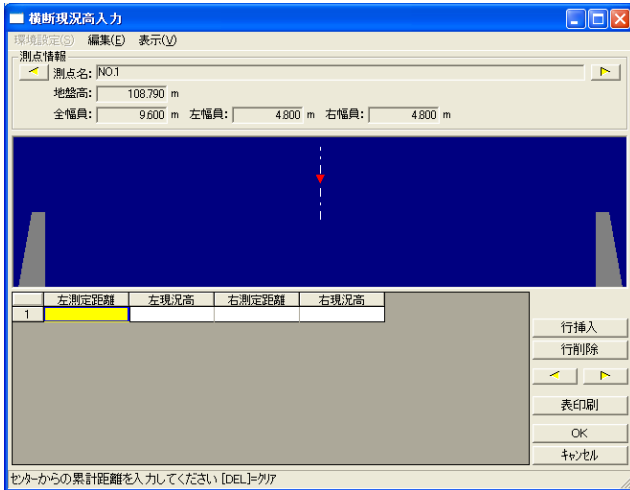 横断現況高入力
環境設定(S) 編集(E) 表示(V)
測点情報
測点名: NO.1
地盤高: 108.790 m
全幅員: 9.600 m 左幅員: 4.800 m 右幅員: 4.800 m
左測定距離 左現況高 右測定距離 右現況高
1
行挿入
行削除
表印刷
OK
キャンセル
センターからの累計距離を入力してください [DEL]=クリア